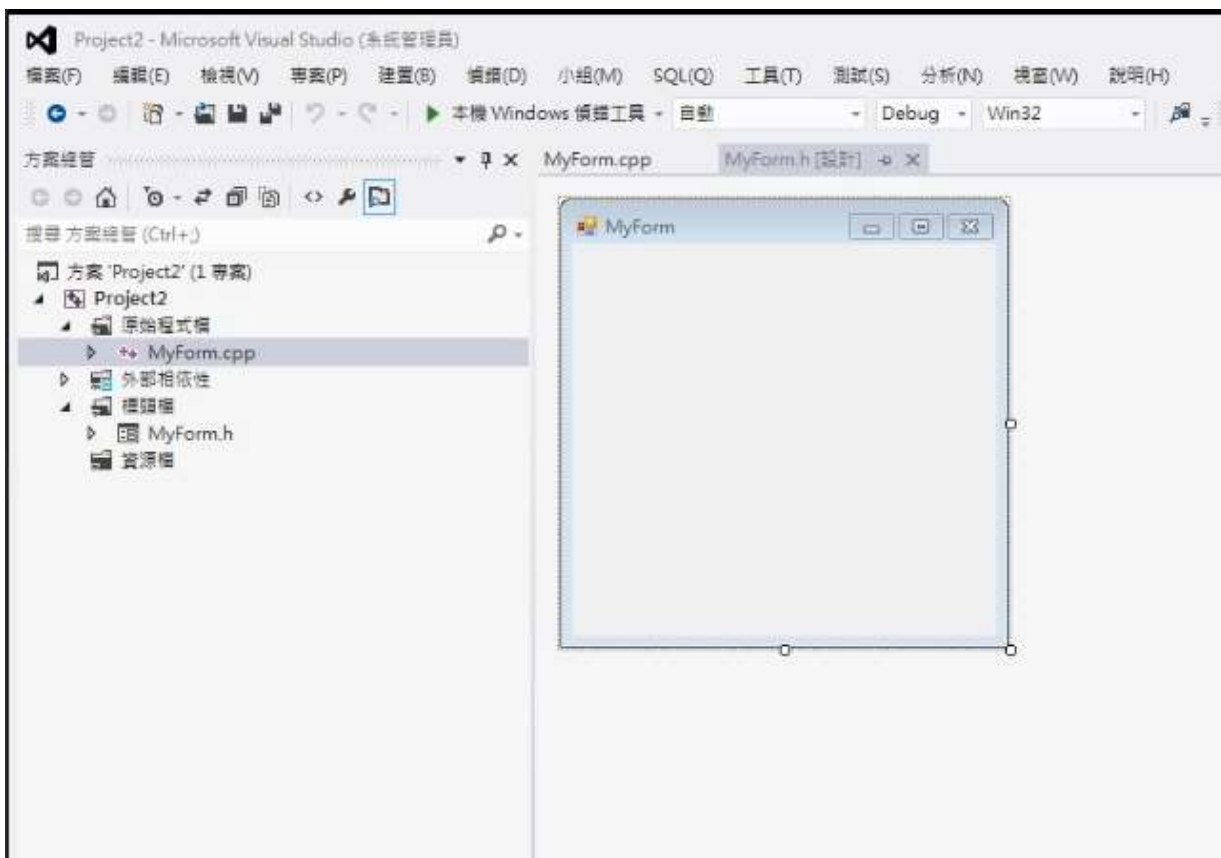 Project2 - Microsoft Visual Studio (系統管理員)
檔案(F) 編輯(E) 檢視(V) 專案(P) 建置(B) 偵錯(D) 小組(M) SQL(Q) 工具(T) 測試(S) 分析(N) 視窗(W) 說明(H)
本機 Windows 偵錯工具 自動 Debug Win32
方案總管
MyForm.cpp MyForm.h [設計]
搜尋 方案總管 (Ctrl+;)
MyForm
方案 'Project2' (1 專案)
Project2
原始程式檔
MyForm.cpp
外部相依性
標頭檔
MyForm.h
資源檔